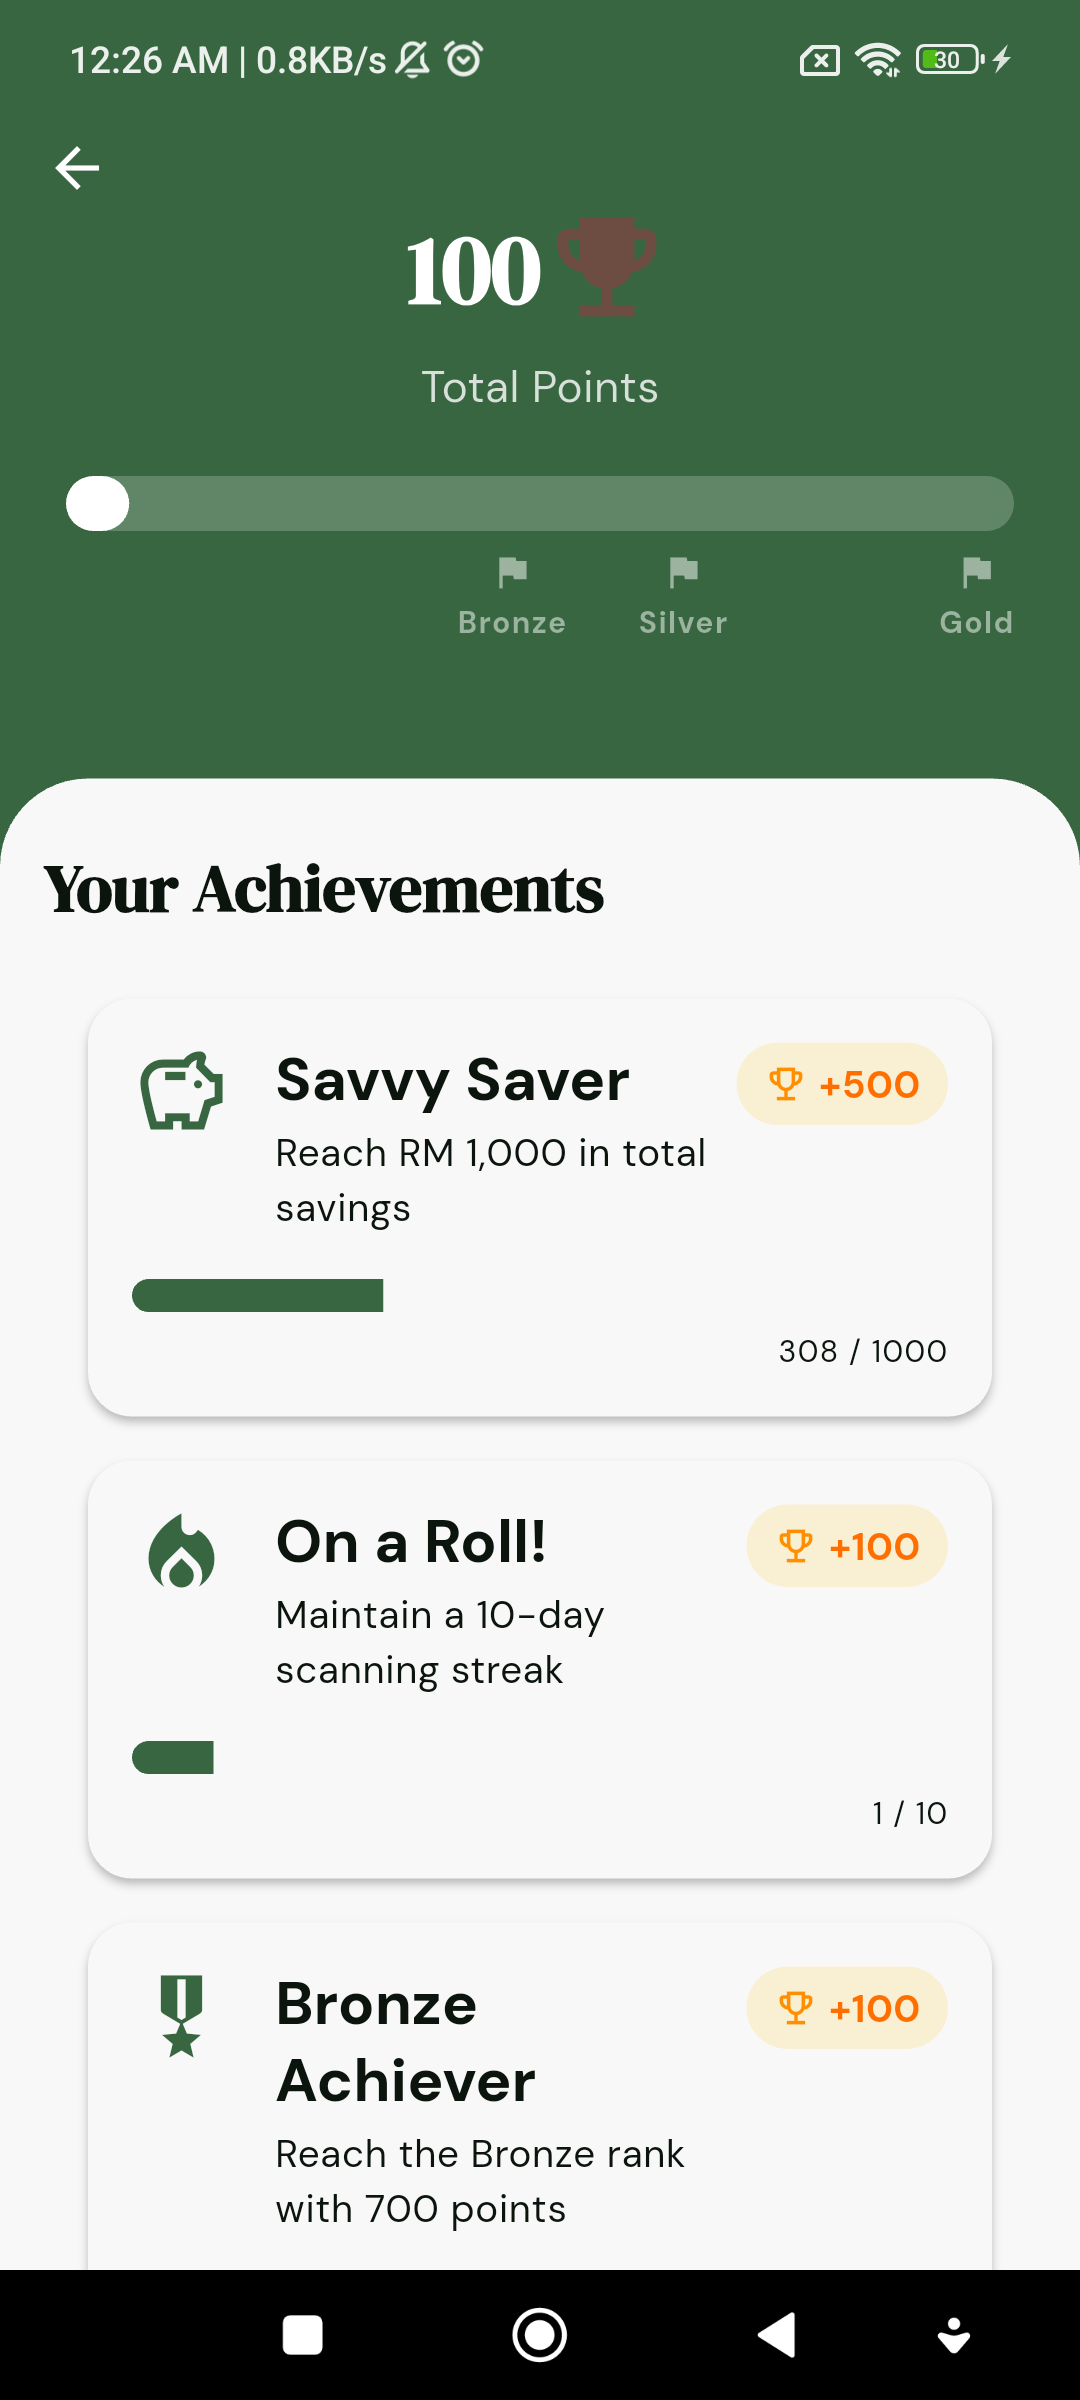 12:26 AM | 0.8KB/s
30
100
Total Points
Bronze Silver Gold
Your Achievements
Savvy Saver
+500
Reach RM 1,000 in total
savings
308 / 1000
On a Roll!
+100
Maintain a 10-day
scanning streak
1 / 10
Bronze
Achiever
+100
Reach the Bronze rank
with 700 points